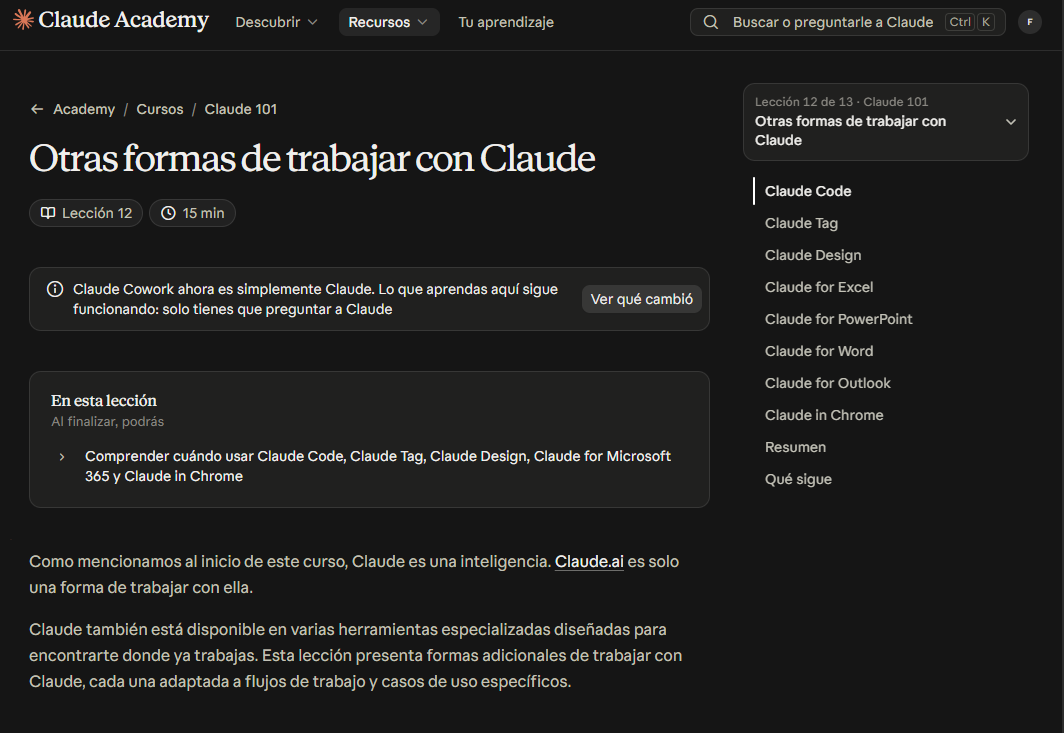 Claude Academy
Descubrir
Recursos
Tu aprendizaje
Buscar o preguntarle a Claude
Ctrl K
F
← Academy / Cursos / Claude 101
Otras formas de trabajar con Claude
Lección 12
15 min
Claude Cowork ahora es simplemente Claude. Lo que aprendas aquí sigue
funcionando: solo tienes que preguntar a Claude
Ver qué cambió
En esta lección
Al finalizar, podrás
Comprender cuándo usar Claude Code, Claude Tag, Claude Design, Claude for Microsoft
365 y Claude in Chrome
Como mencionamos al inicio de este curso, Claude es una inteligencia. Claude.ai es solo
una forma de trabajar con ella.
Claude también está disponible en varias herramientas especializadas diseñadas para
encontrarte donde ya trabajas. Esta lección presenta formas adicionales de trabajar con
Claude, cada una adaptada a flujos de trabajo y casos de uso específicos.
Lección 12 de 13 · Claude 101
Otras formas de trabajar con
Claude
Claude Code
Claude Tag
Claude Design
Claude for Excel
Claude for PowerPoint
Claude for Word
Claude for Outlook
Claude in Chrome
Resumen
Qué sigue